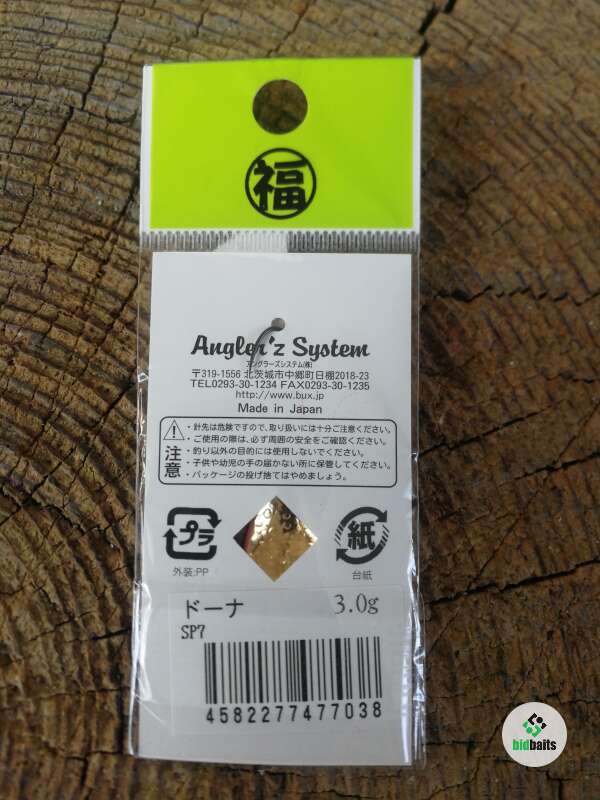 福
Angler'z System
アングラーズシステム(株)
〒319-1556 北茨城市中郷町日棚2018-23
TEL0293-30-1234 FAX0293-30-1235
http://www.bux.jp
Made in Japan
注意
・針先は危険ですので、取り扱いには十分ご注意ください。
・ご使用の際は、必ず周囲の安全をご確認ください。
・釣り以外の目的には使用しないでください。
・子供や幼児の手の届かない所に保管してください。
・パッケージの投げ捨てはやめましょう。
プラ
紙
外装:PP
台紙
ドーナ 3.0g
SP7
4582277477038
bidbaits